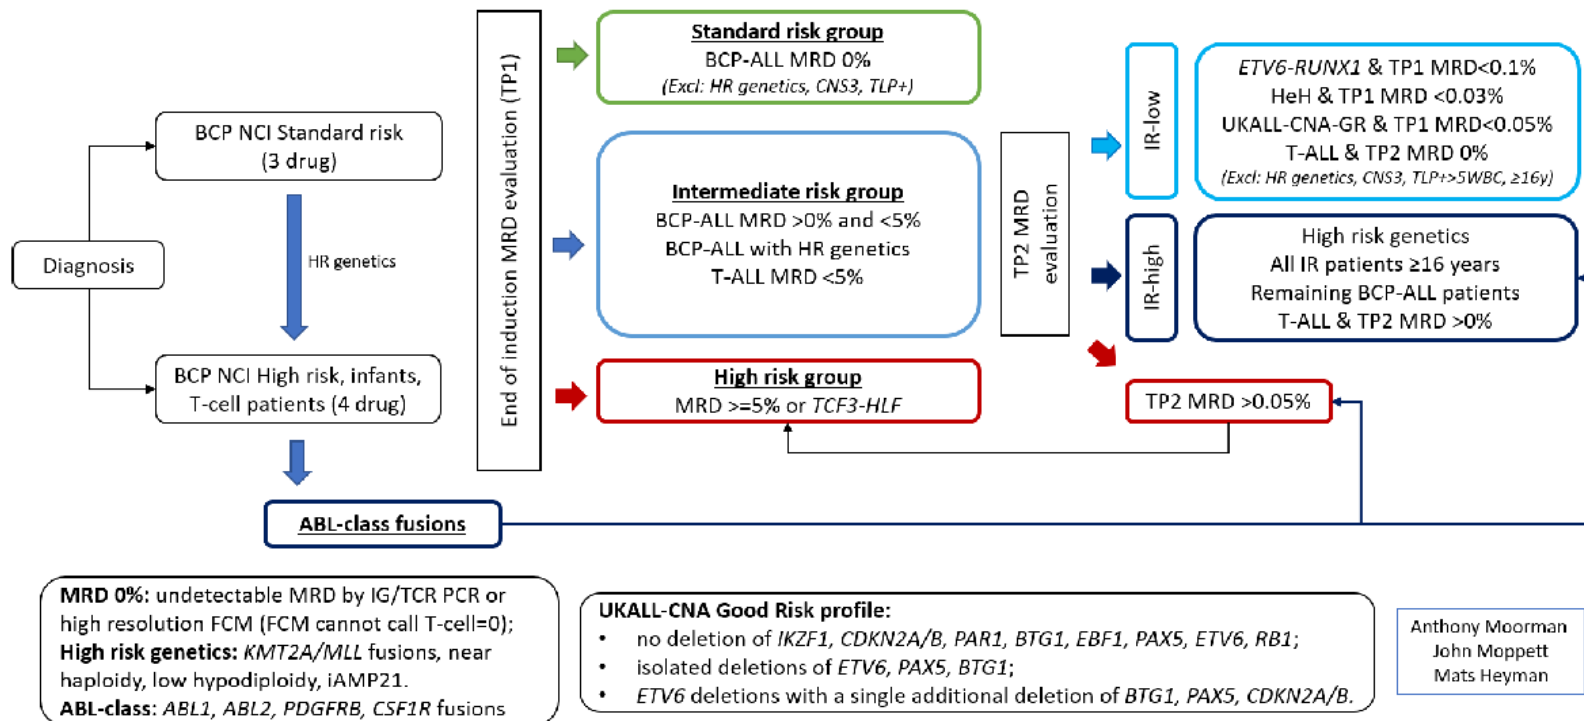 Diagnosis
BCP NCI Standard risk
(3 drug)
HR genetics
BCP NCI High risk, infants,
T-cell patients (4 drug)
ABL-class fusions
End of induction MRD evaluation (TP1)
Standard risk group
BCP-ALL MRD 0%
(Excl: HR genetics, CNS3, TLP+)
Intermediate risk group
BCP-ALL MRD >0% and <5%
BCP-ALL with HR genetics
T-ALL MRD <5%
High risk group
MRD >=5% or TCF3-HLF
TP2 MRD
evaluation
IR-low
ETV6-RUNX1 & TP1 MRD<0.1%
HeH & TP1 MRD <0.03%
UKALL-CNA-GR & TP1 MRD<0.05%
T-ALL & TP2 MRD 0%
(Excl: HR genetics, CNS3, TLP+>5WBC, ≥16y)
IR-high
High risk genetics
All IR patients ≥16 years
Remaining BCP-ALL patients
T-ALL & TP2 MRD >0%
TP2 MRD >0.05%
MRD 0%: undetectable MRD by IG/TCR PCR or
high resolution FCM (FCM cannot call T-cell=0);
High risk genetics: KMT2A/MLL fusions, near
haploidy, low hypodiploidy, iAMP21.
ABL-class: ABL1, ABL2, PDGFRB, CSF1R fusions
UKALL-CNA Good Risk profile:
• no deletion of IKZF1, CDKN2A/B, PAR1, BTG1, EBF1, PAX5, ETV6, RB1;
• isolated deletions of ETV6, PAX5, BTG1;
• ETV6 deletions with a single additional deletion of BTG1, PAX5, CDKN2A/B.
Anthony Moorman
John Moppett
Mats Heyman